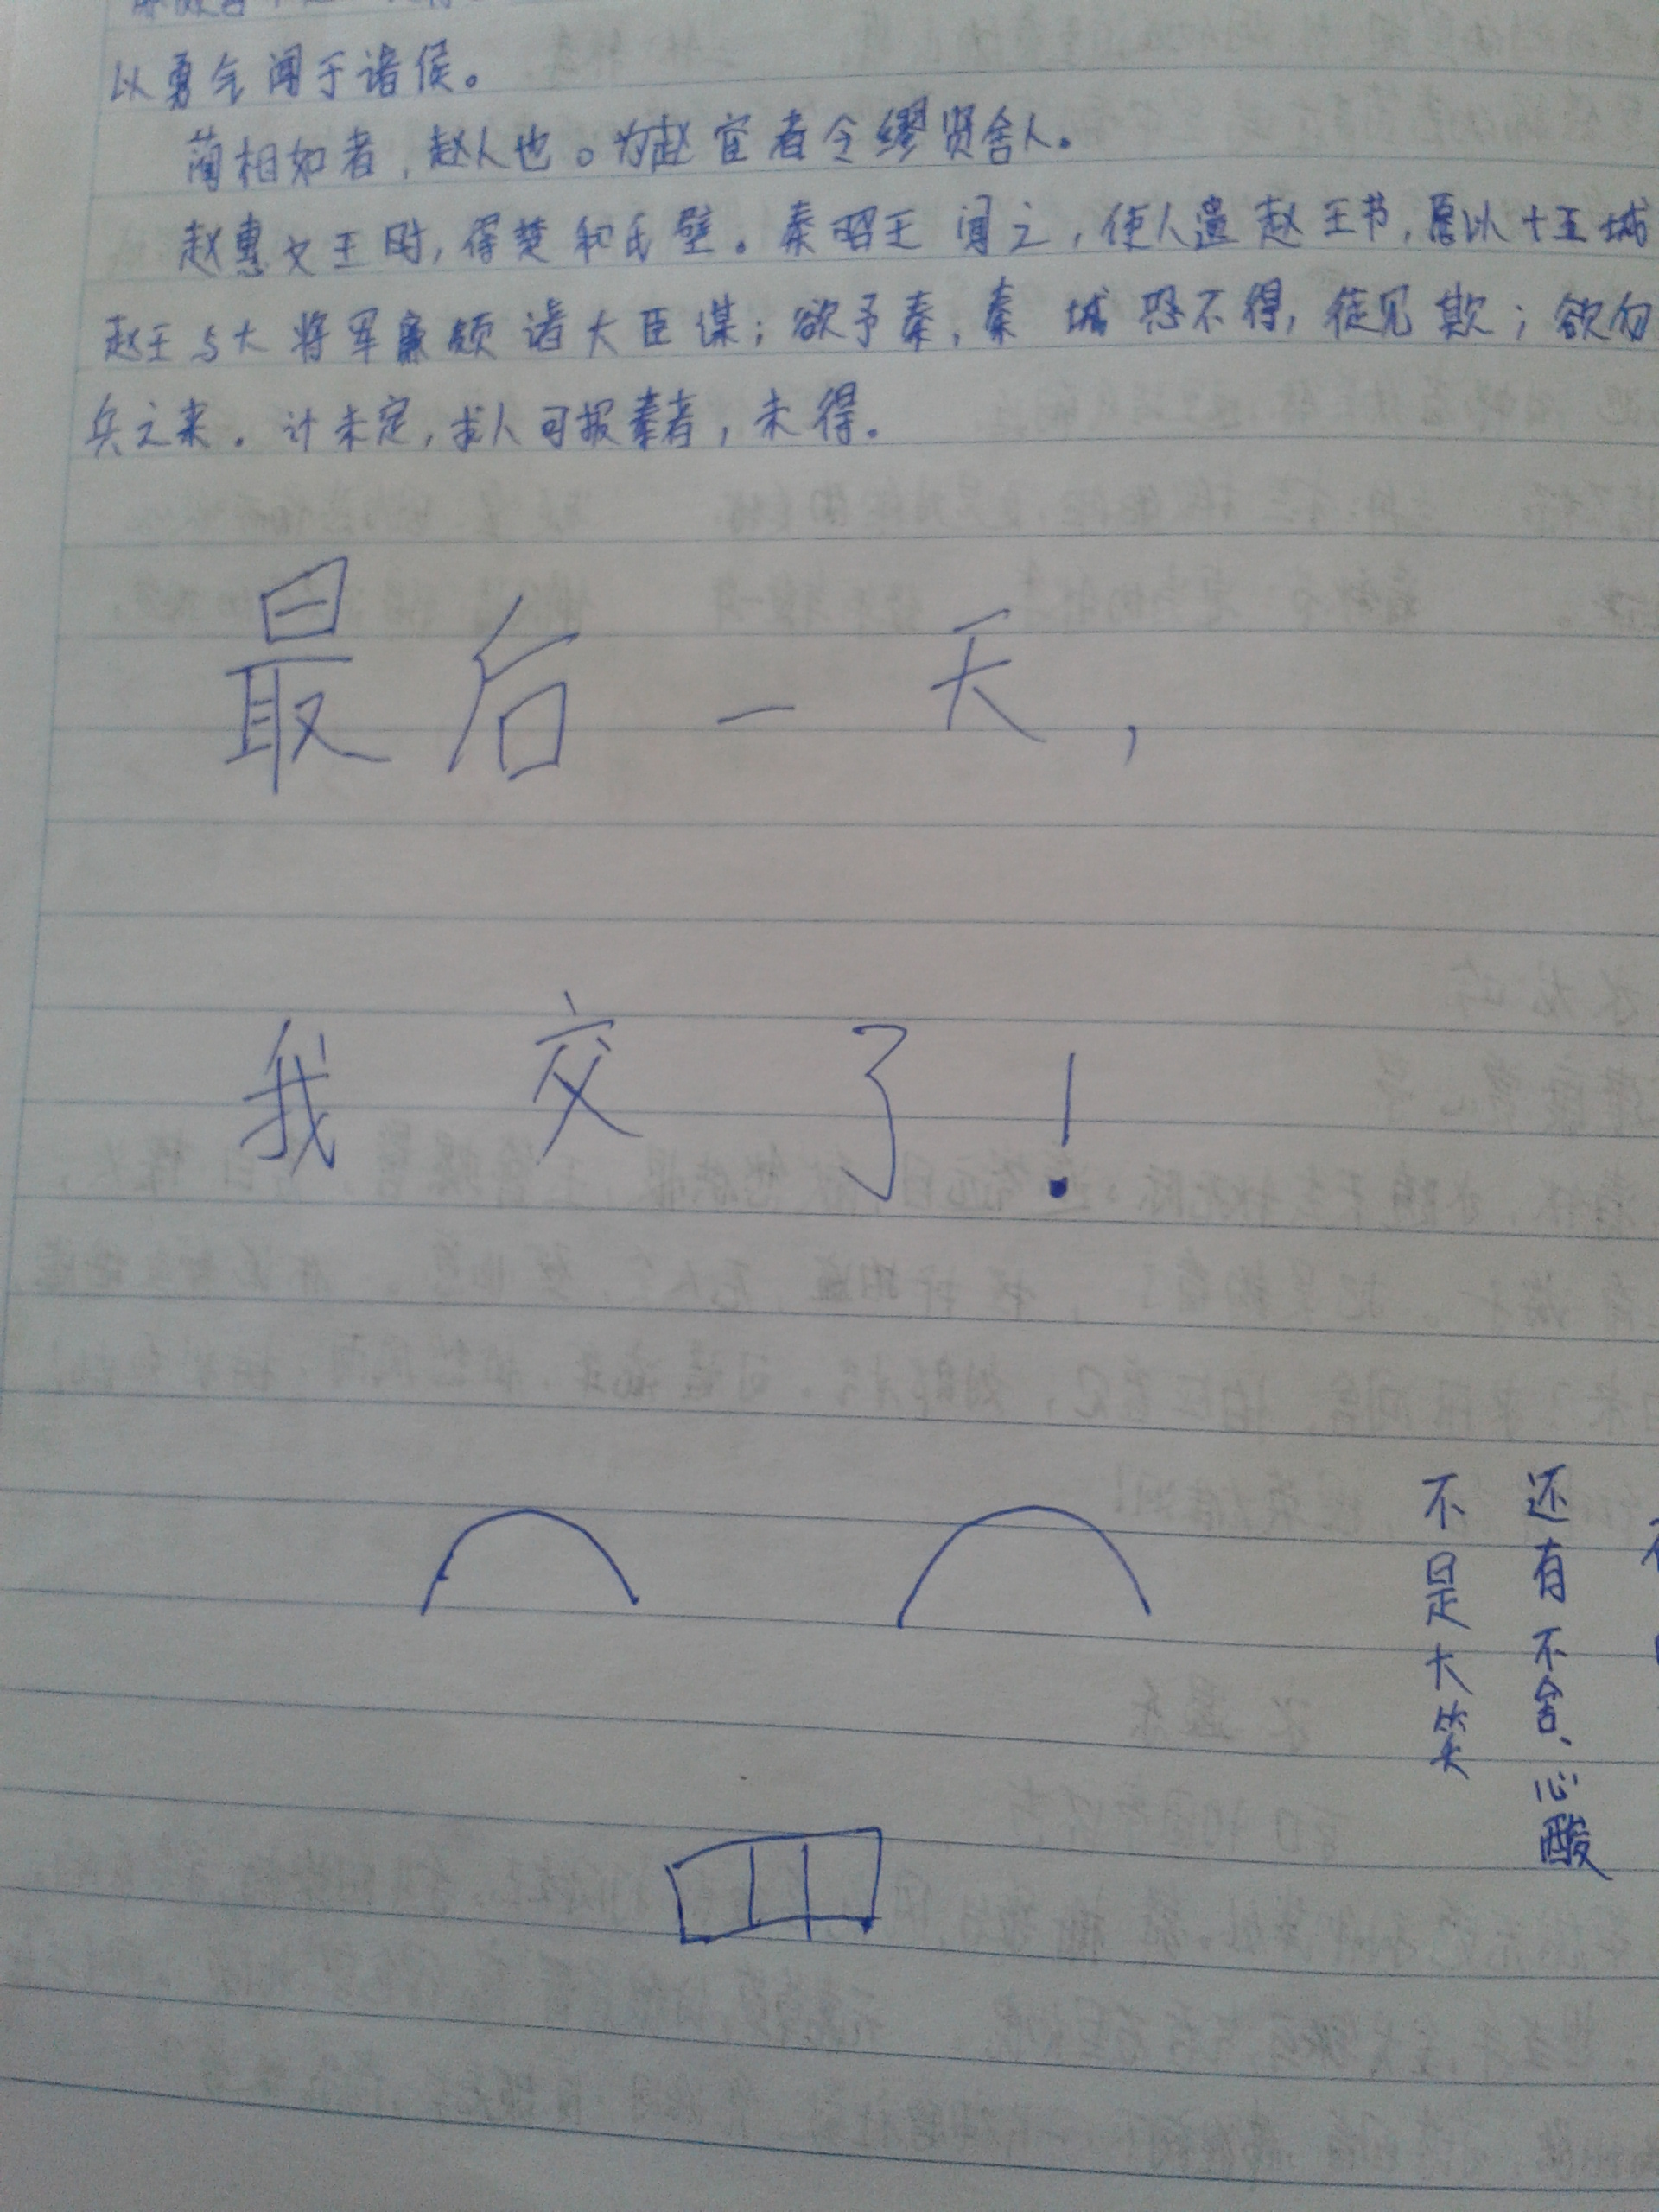 以勇气闻于诸侯。
蔺相如者，赵人也。为赵宦者令缪贤舍人。
赵惠文王时，得楚和氏璧。秦昭王闻之，使人遗赵王书，愿以十五城
赵王与大将军廉颇诸大臣谋；欲予秦，秦城恐不得，徒见欺；欲勿
兵之来。计未定，求人可报秦者，未得。
最后一天，
我交了！
还有不舍、心酸
不是大笑